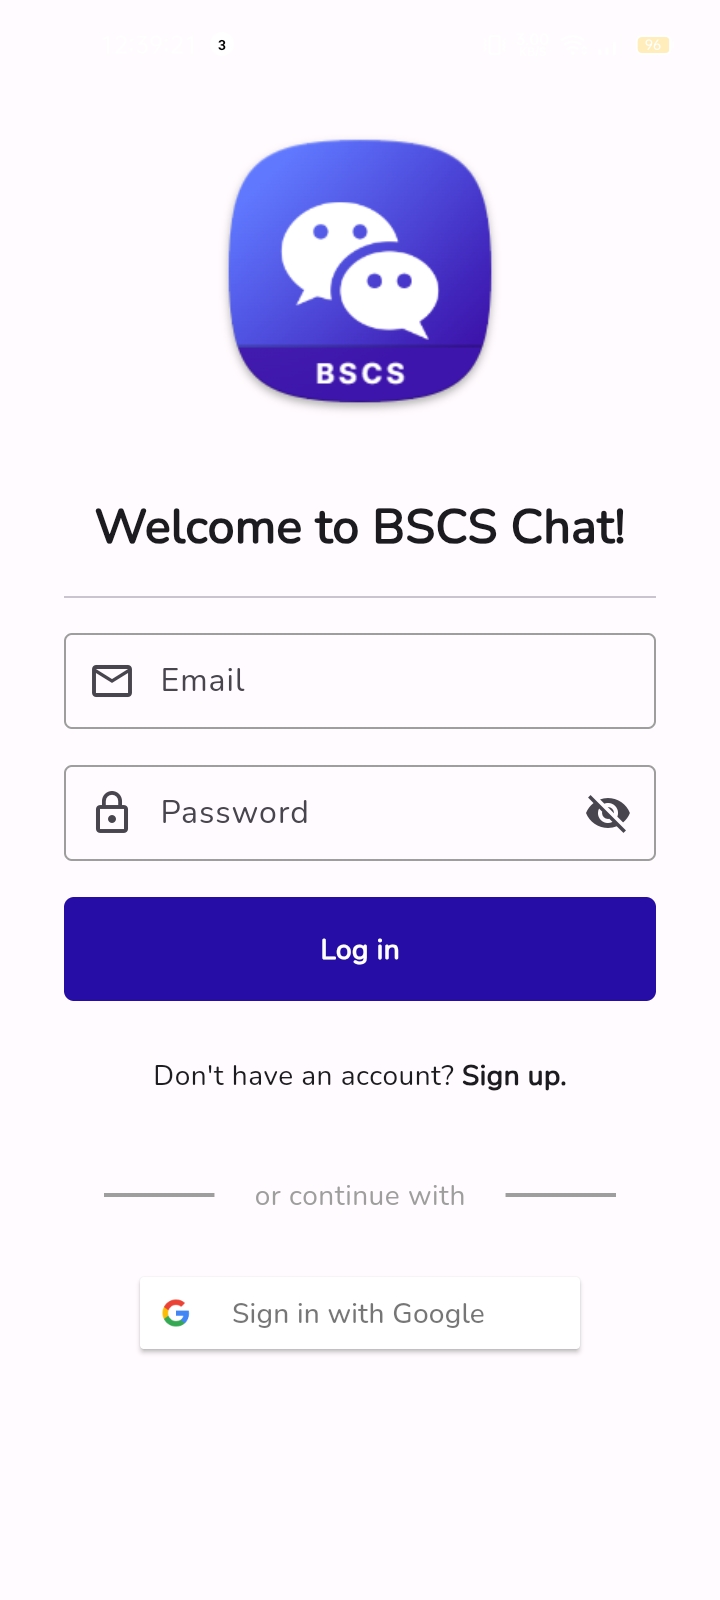 3
96
BSCS
Welcome to BSCS Chat!
Email
Password
Log in
Don't have an account? Sign up.
or continue with
Sign in with Google